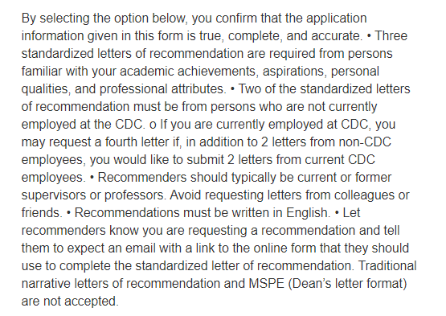 By selecting the option below, you confirm that the application
information given in this form is true, complete, and accurate. • Three
standardized letters of recommendation are required from persons
familiar with your academic achievements, aspirations, personal
qualities, and professional attributes. • Two of the standardized letters
of recommendation must be from persons who are not currently
employed at the CDC. o If you are currently employed at CDC, you
may request a fourth letter if, in addition to 2 letters from non-CDC
employees, you would like to submit 2 letters from current CDC
employees. • Recommenders should typically be current or former
supervisors or professors. Avoid requesting letters from colleagues or
friends. • Recommendations must be written in English. • Let
recommenders know you are requesting a recommendation and tell
them to expect an email with a link to the online form that they should
use to complete the standardized letter of recommendation. Traditional
narrative letters of recommendation and MSPE (Dean’s letter format)
are not accepted.